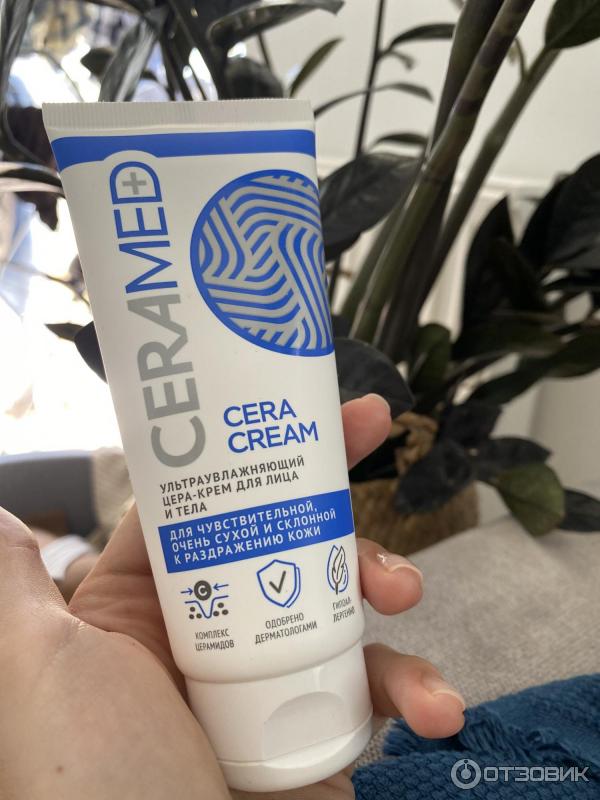 CERAMED+
CERA
CREAM
УЛЬТРАУВЛАЖНЯЮЩИЙ
ЦЕРА-КРЕМ ДЛЯ ЛИЦА
И ТЕЛА
ДЛЯ ЧУВСТВИТЕЛЬНОЙ,
ОЧЕНЬ СУХОЙ И СКЛОННОЙ
К РАЗДРАЖЕНИЮ КОЖИ
C
КОМПЛЕКС
ЦЕРАМИДОВ
ОДОБРЕНО
ДЕРМАТОЛОГАМИ
ГИПОАЛ-
ЛЕРГЕННО
ОТЗОВИК